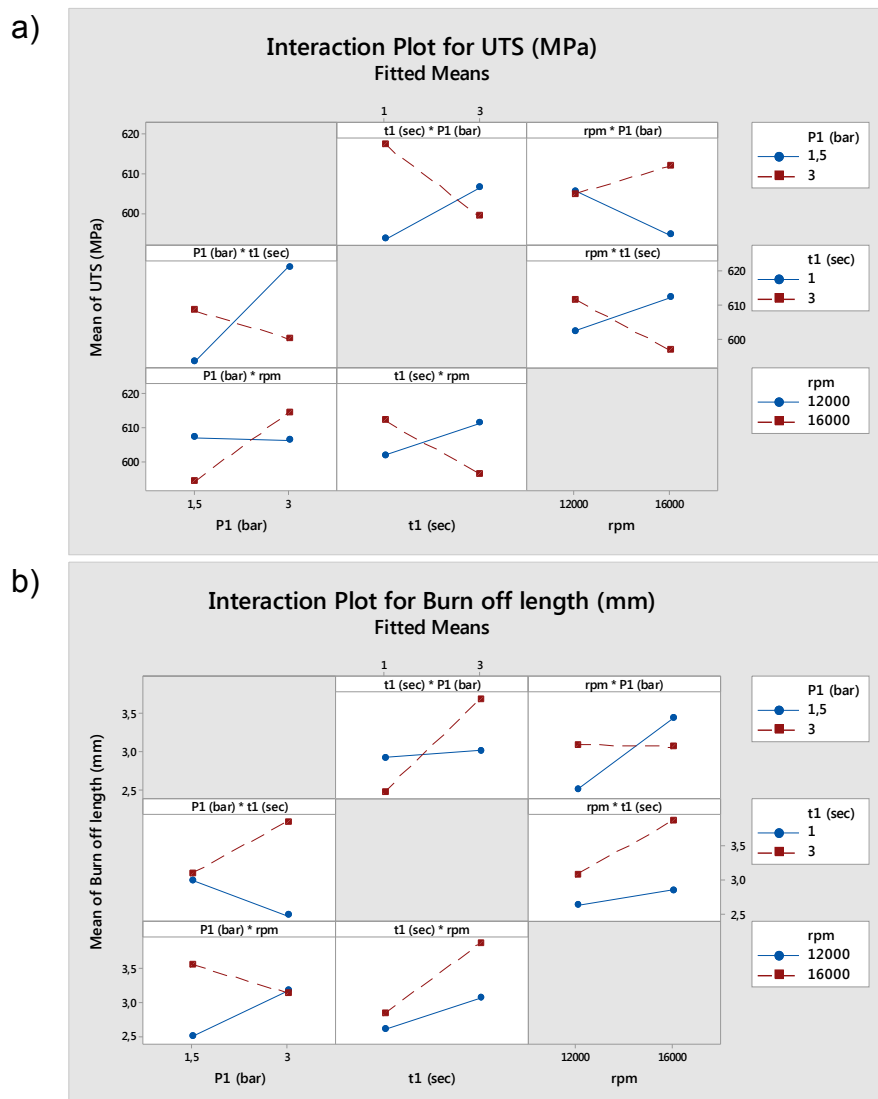 a)
Interaction Plot for UTS (MPa)
Fitted Means
1 3
t1 (sec) * P1 (bar) rpm * P1 (bar)
620
610
600
P1 (bar)
1,5
3
P1 (bar) * t1 (sec) rpm * t1 (sec)
620
610
600
t1 (sec)
1
3
Mean of UTS (MPa)
P1 (bar) * rpm t1 (sec) * rpm
620
610
600
rpm
12000
16000
1,5 3 12000 16000
P1 (bar) t1 (sec) rpm
b)
Interaction Plot for Burn off length (mm)
Fitted Means
1 3
t1 (sec) * P1 (bar) rpm * P1 (bar)
3,5
3,0
2,5
P1 (bar)
1,5
3
P1 (bar) * t1 (sec) rpm * t1 (sec)
3,5
3,0
2,5
t1 (sec)
1
3
Mean of Burn off length (mm)
P1 (bar) * rpm t1 (sec) * rpm
3,5
3,0
2,5
rpm
12000
16000
1,5 3 12000 16000
P1 (bar) t1 (sec) rpm